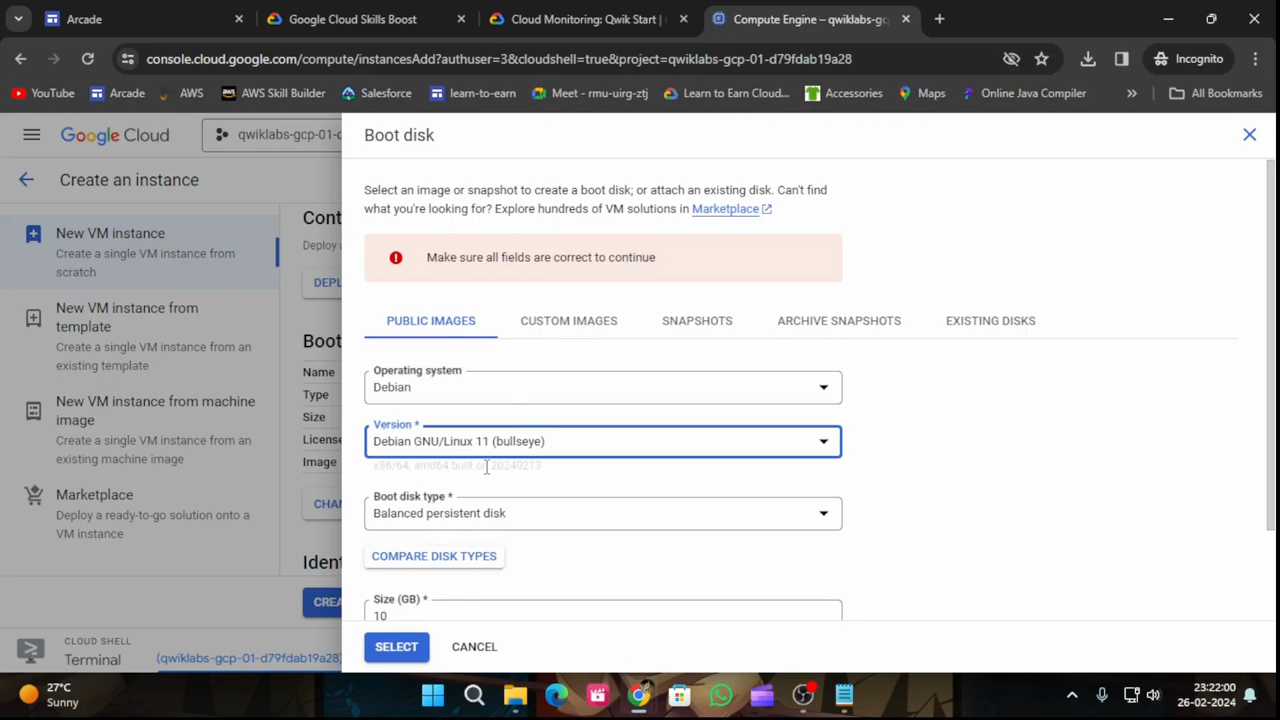 Arcade
Google Cloud Skills Boost
Cloud Monitoring: Qwik Start |
Compute Engine – qwiklabs-gc
console.cloud.google.com/compute/instancesAdd?authuser=3&cloudshell=true&project=qwiklabs-gcp-01-d79fdab19a28
Incognito
YouTube
Arcade
AWS
AWS Skill Builder
Salesforce
learn-to-earn
Meet - rmu-uirg-ztj
Learn to Earn Cloud...
Accessories
Maps
Online Java Compiler
All Bookmarks
Google Cloud
qwiklabs-gcp-01-d
Create an instance
New VM instance
Create a single VM instance from
scratch
New VM instance from
template
Create a single VM instance from an
existing template
New VM instance from machine
image
Create a single VM instance from an
existing machine image
Marketplace
Deploy a ready-to-go solution onto a
VM instance
Cont
Deploy
DEPL
Boot
Name
Type
Size
License
Image
CHAN
Ident
CREA
CLOUD SHELL
Terminal
(qwiklabs-gcp-01-d79fdab19a28)
Boot disk
Select an image or snapshot to create a boot disk; or attach an existing disk. Can't find
what you're looking for? Explore hundreds of VM solutions in Marketplace
Make sure all fields are correct to continue
PUBLIC IMAGES
CUSTOM IMAGES
SNAPSHOTS
ARCHIVE SNAPSHOTS
EXISTING DISKS
Operating system
Debian
Version *
Debian GNU/Linux 11 (bullseye)
x86/64, amd64 built on 20240213
Boot disk type *
Balanced persistent disk
COMPARE DISK TYPES
Size (GB) *
10
SELECT
CANCEL
27°C
Sunny
23:22:00
26-02-2024